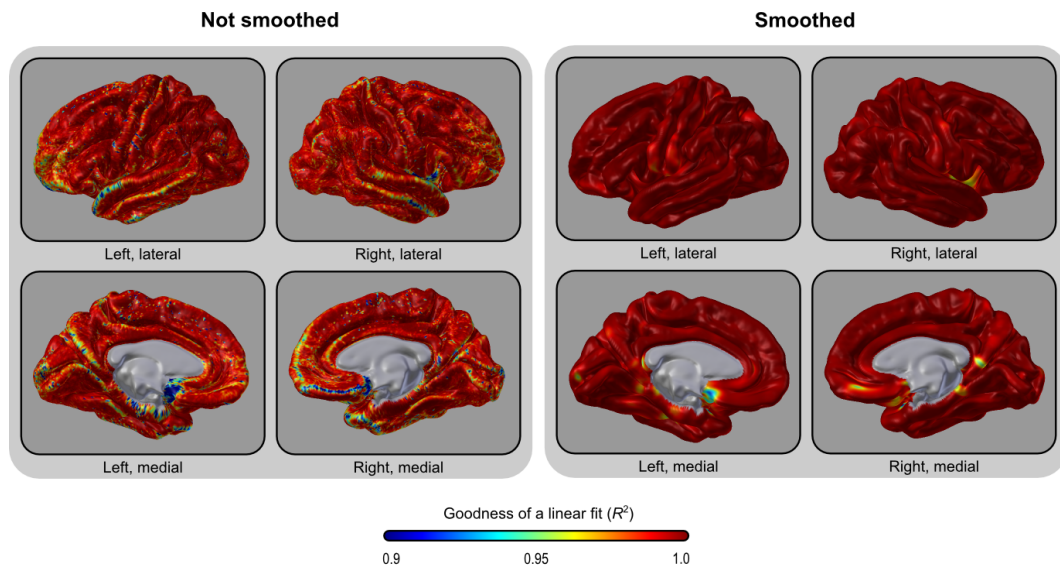 Not smoothed
Smoothed
Left, lateral
Right, lateral
Left, lateral
Right, lateral
Left, medial
Right, medial
Left, medial
Right, medial
Goodness of a linear fit (R²)
0.9
0.95
1.0